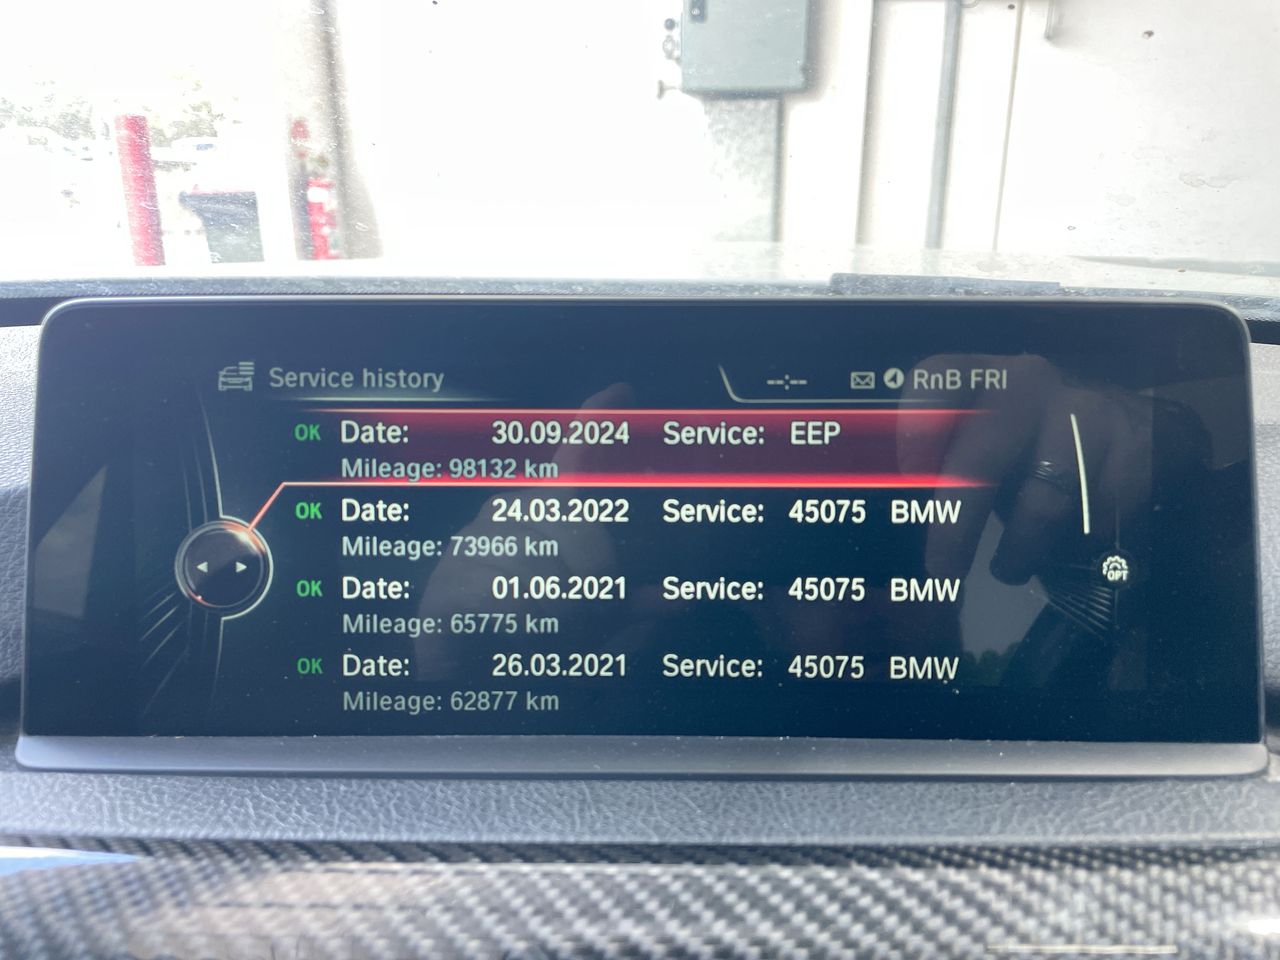 Service history
--:-- RnB FRI
OK Date: 30.09.2024 Service: EEP
Mileage: 98132 km
OK Date: 24.03.2022 Service: 45075 BMW
Mileage: 73966 km
OK Date: 01.06.2021 Service: 45075 BMW
Mileage: 65775 km
OK Date: 26.03.2021 Service: 45075 BMW
Mileage: 62877 km
OPT